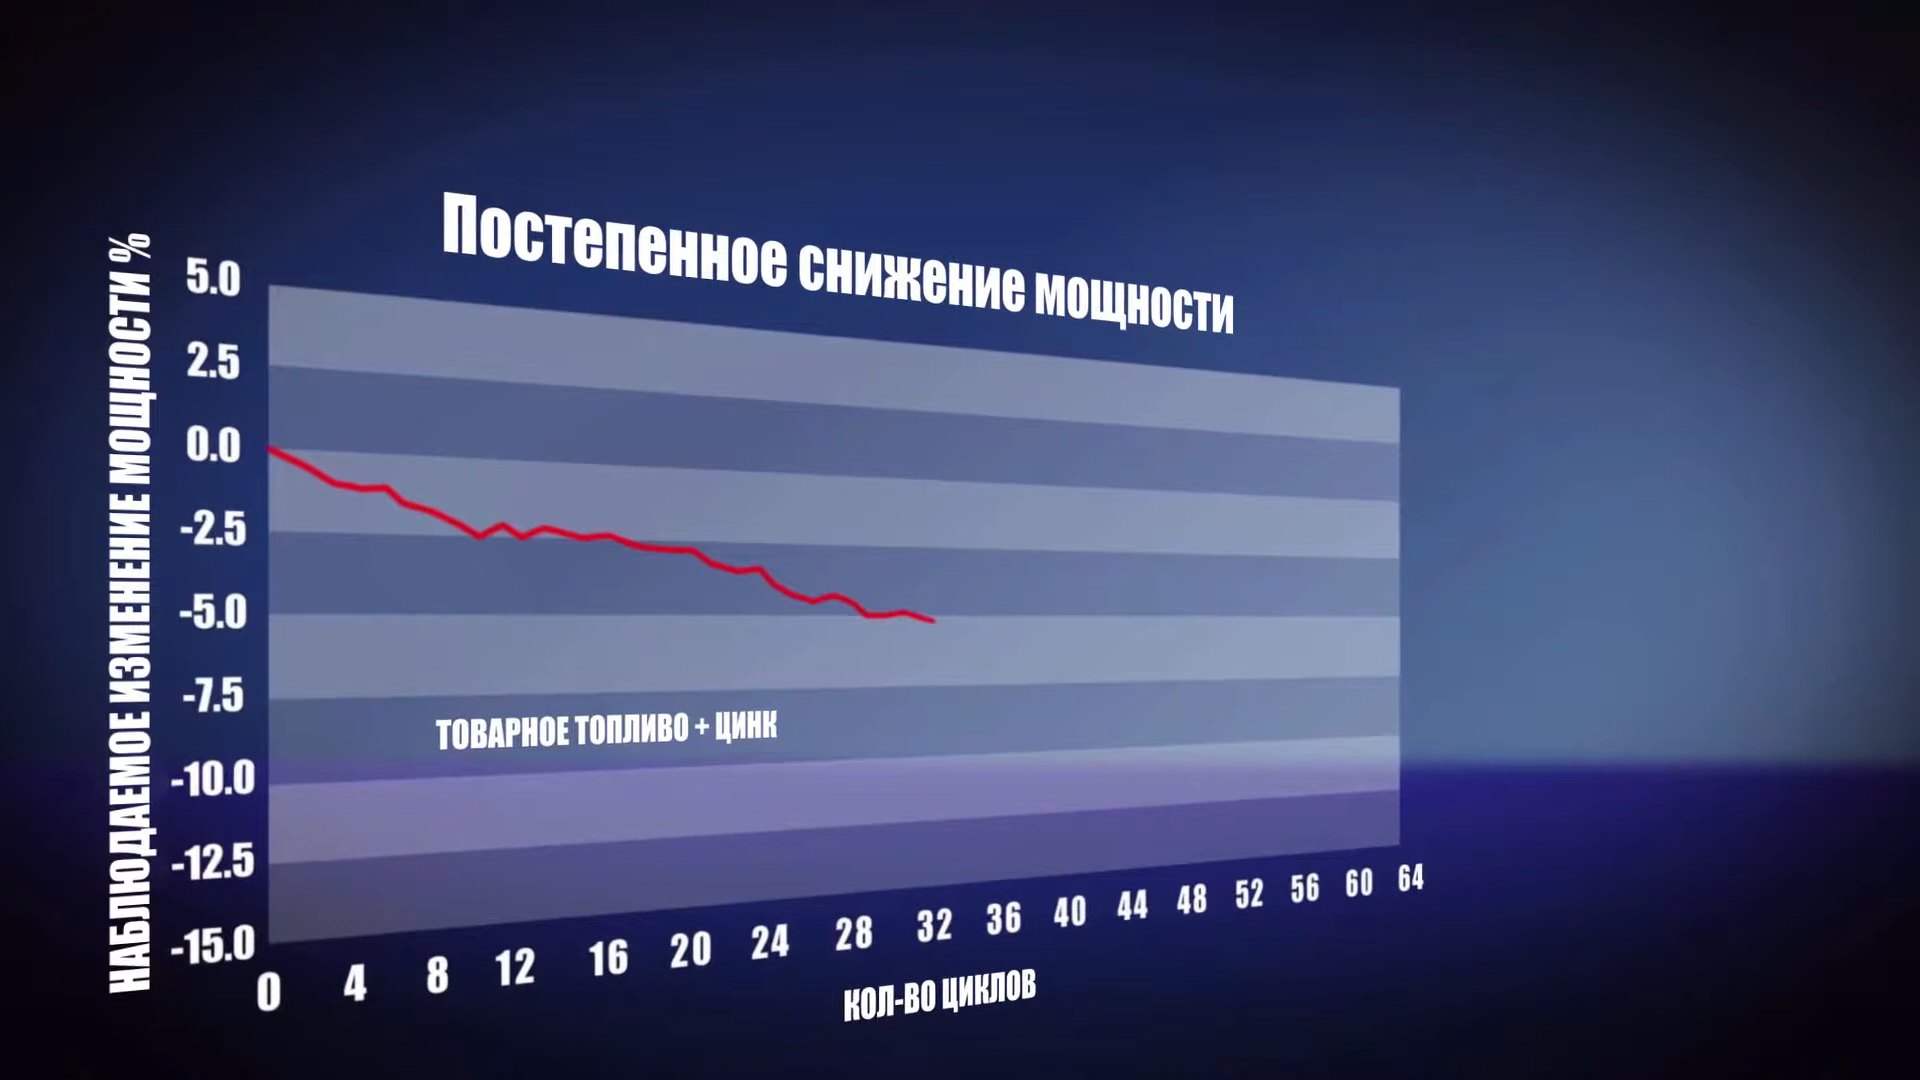 Постепенное снижение мощности
НАБЛЮДАЕМОЕ ИЗМЕНЕНИЕ МОЩНОСТИ %
5.0
2.5
0.0
-2.5
-5.0
-7.5
-10.0
-12.5
-15.0
ТОВАРНОЕ ТОПЛИВО + ЦИНК
0 4 8 12 16 20 24 28 32 36 40 44 48 52 56 60 64
КОЛ-ВО ЦИКЛОВ